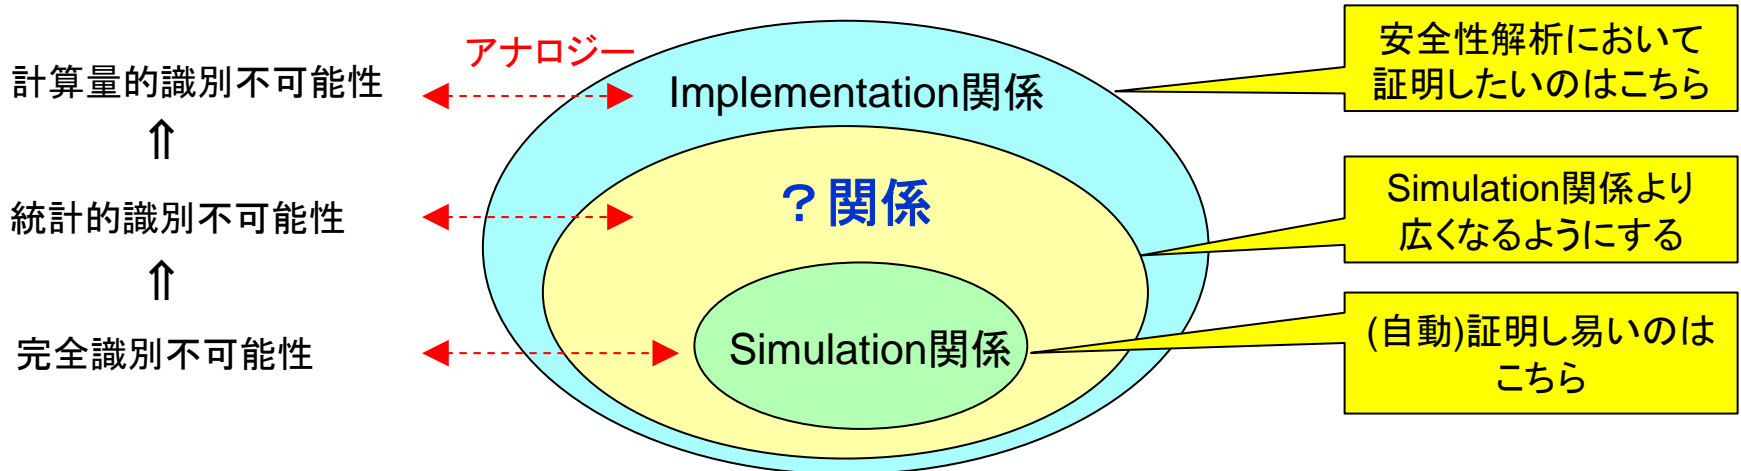 アナロジー
計算量的識別不可能性
⇑
統計的識別不可能性
⇑
完全識別不可能性
Implementation関係
？関係
Simulation関係
安全性解析において
証明したいのはこちら
Simulation関係より
広くなるようにする
(自動)証明し易いのは
こちら